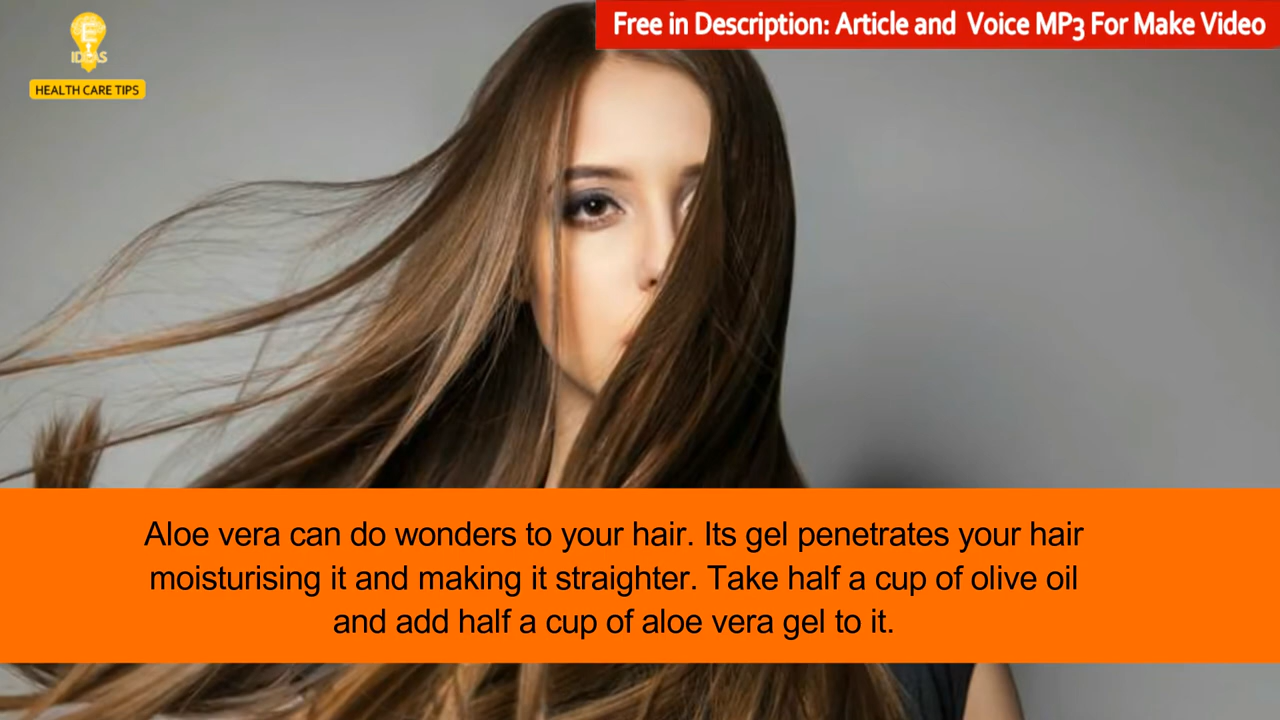 Free in Description: Article and Voice MP3 For Make Video
E
IDEAS
HEALTH CARE TIPS
Aloe vera can do wonders to your hair. Its gel penetrates your hair
moisturising it and making it straighter. Take half a cup of olive oil
and add half a cup of aloe vera gel to it.